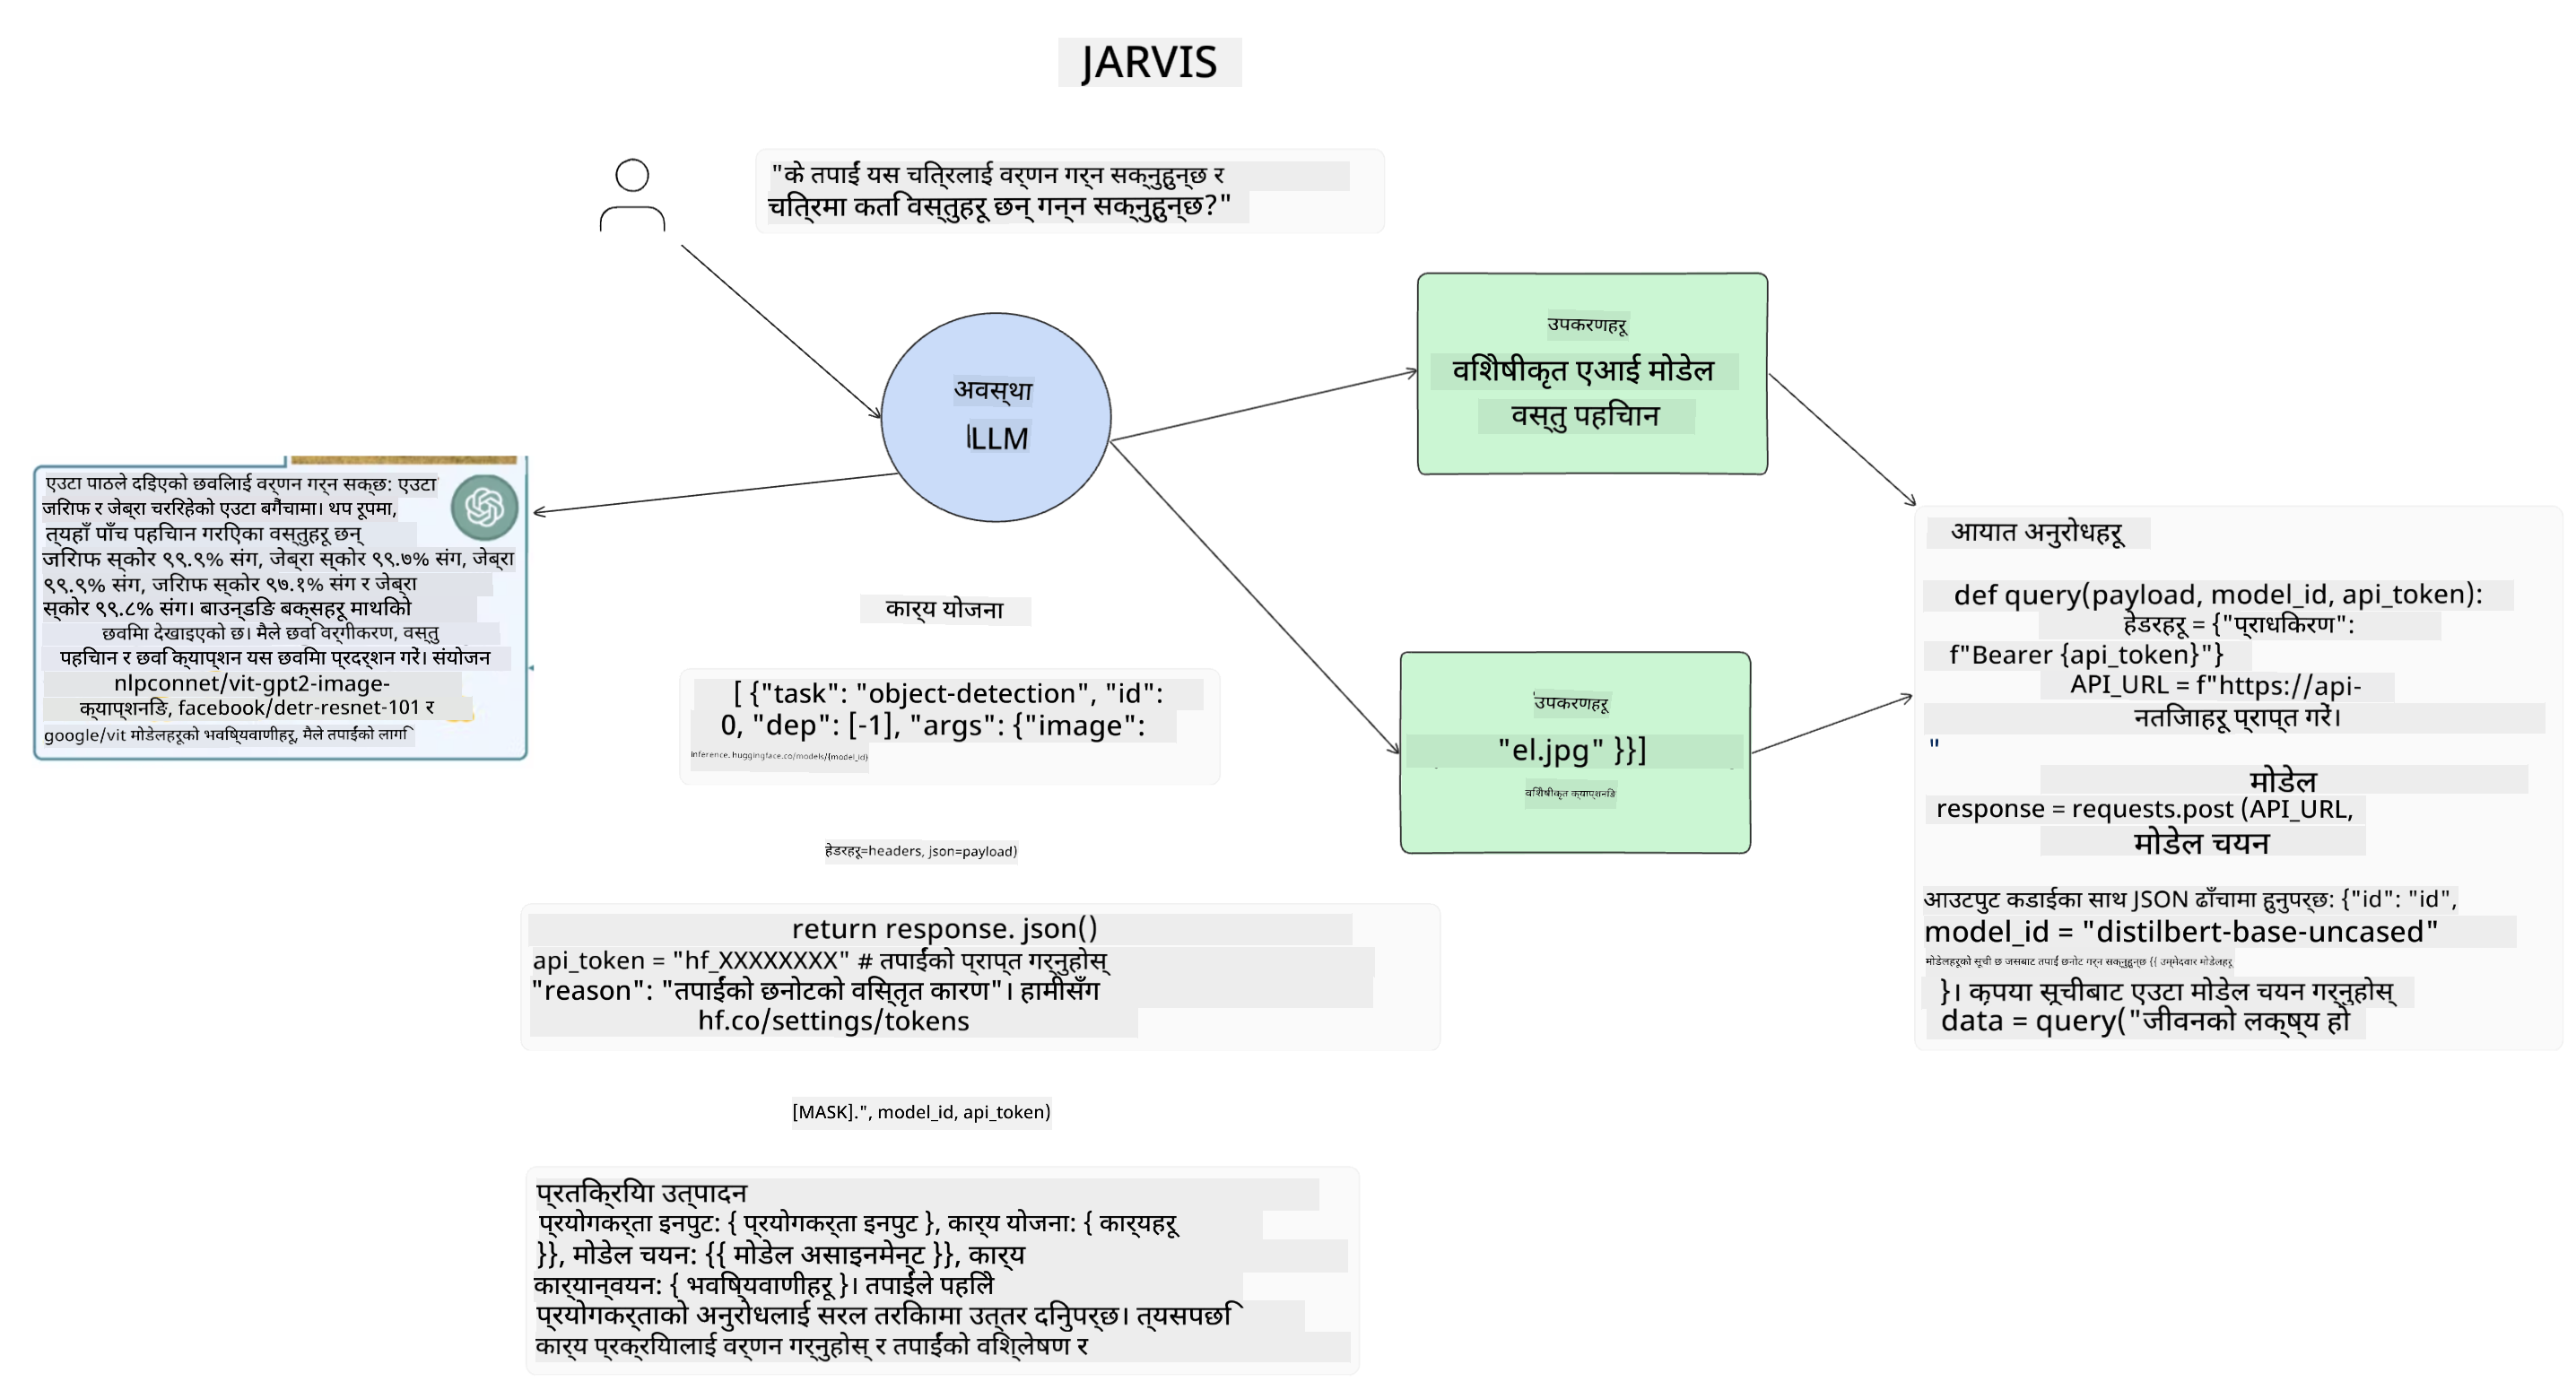 JARVIS
"के तपाईं यस चित्रलाई वर्णन गर्न सक्नुहुन्छ र
चित्रमा कति वस्तुहरू छन् गन्न सक्नुहुन्छ?"
उपकरणहरू
विशेषीकृत एआई मोडेल
वस्तु पहिचान
अवस्था
LLM
एउटा पाठले दिइएको छविलाई वर्णन गर्न सक्छ: एउटा
जिराफ र जेब्रा चरिरहेको एउटा बगैंचामा। थप रूपमा,
त्यहाँ पाँच पहिचान गरिएका वस्तुहरू छन्
जिराफ स्कोर ९९.९% संग, जेब्रा स्कोर ९९.७% संग, जेब्रा
९९.९% संग, जिराफ स्कोर ९७.१% संग र जेब्रा
स्कोर ९९.८% संग। बाउन्डिङ बक्सहरू माथिको
छविमा देखाइएको छ। मैले छवि वर्गीकरण, वस्तु
पहिचान र छवि क्याप्शन यस छविमा प्रदर्शन गरें। संयोजन
nlpconnet/vit-gpt2-image-
क्याप्शनिङ, facebook/detr-resnet-101 र
google/vit मोडेलहरूको भविष्यवाणीहरू, मैले तपाईंको लागि
कार्य योजना
[ {"task": "object-detection", "id":
0, "dep": [-1], "args": {"image":
inference. huggingface.co/models/{model_id}
उपकरणहरू
"el.jpg" }}]
विशेषीकृत क्याप्शनिङ
आयात अनुरोधहरू
def query(payload, model_id, api_token):
हेडरहरू = {"प्राधिकरण":
f"Bearer {api_token}"}
API_URL = f"https://api-
नतिजाहरू प्राप्त गरें।
"
मोडेल
response = requests.post (API_URL,
मोडेल चयन
आउटपुट कडाईका साथ JSON ढाँचामा हुनुपर्छ: {"id": "id",
model_id = "distilbert-base-uncased"
मोडेलहरूको सूची छ जसबाट तपाईं छनोट गर्न सक्नुहुन्छ {{ उम्मेदवार मोडेलहरू
}। कृपया सूचीबाट एउटा मोडेल चयन गर्नुहोस्
data = query("जीवनको लक्ष्य हो
हेडरहरू=headers, json=payload)
return response. json()
api_token = "hf_XXXXXXXX" # तपाईंको प्राप्त गर्नुहोस्
"reason": "तपाईंको छनोटको विस्तृत कारण"। हामीसँग
hf.co/settings/tokens
[MASK].", model_id, api_token)
प्रतिक्रिया उत्पादन
प्रयोगकर्ता इनपुट: { प्रयोगकर्ता इनपुट }, कार्य योजना: { कार्यहरू
}}, मोडेल चयन: {{ मोडेल असाइनमेन्ट }}, कार्य
कार्यान्वयन: { भविष्यवाणीहरू }। तपाईंले पहिले
प्रयोगकर्ताको अनुरोधलाई सरल तरिकामा उत्तर दिनुपर्छ। त्यसपछि
कार्य प्रक्रियालाई वर्णन गर्नुहोस् र तपाईंको विश्लेषण र